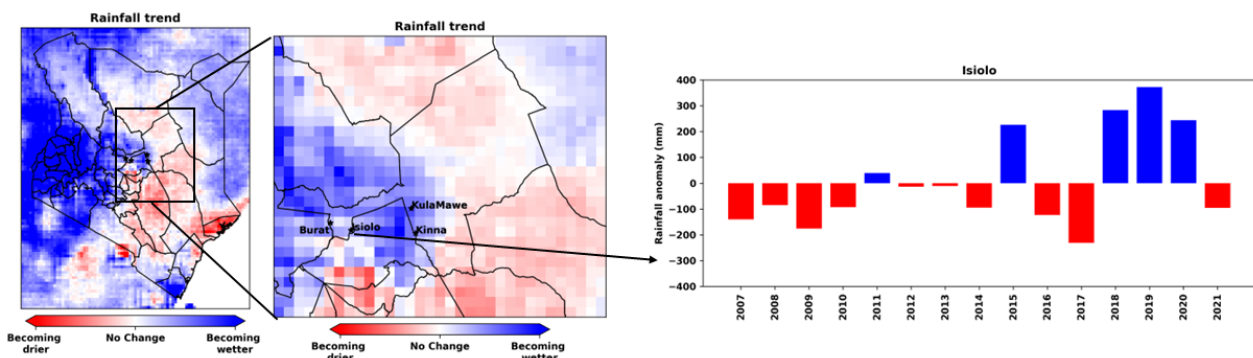 Rainfall trend
Becoming
drier
No Change
Becoming
wetter
Rainfall trend
KulaMawe
Burat
Isiolo
Kinna
Becoming
drier
No Change
Becoming
wetter
Isiolo
Rainfall anomaly (mm)
400
300
200
100
0
−100
−200
−300
−400
2007
2008
2009
2010
2011
2012
2013
2014
2015
2016
2017
2018
2019
2020
2021